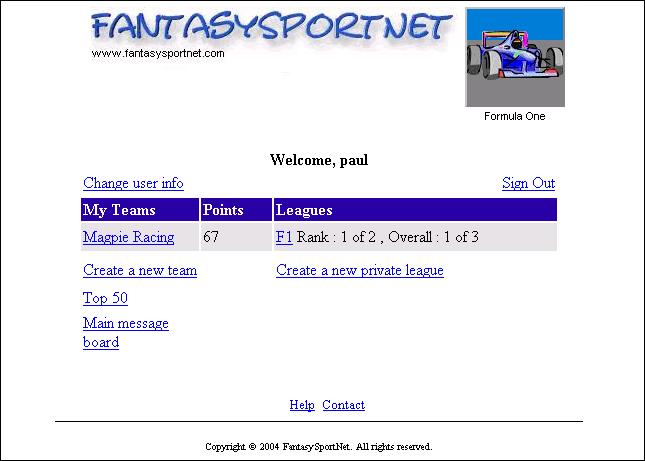 FANTASYSPORTNET
www.fantasysportnet.com
Formula One
Welcome, paul
Change user info Sign Out
My Teams Points Leagues
Magpie Racing 67 F1 Rank : 1 of 2 , Overall : 1 of 3
Create a new team Create a new private league
Top 50
Main message
board
Help Contact
Copyright © 2004 FantasySportNet. All rights reserved.